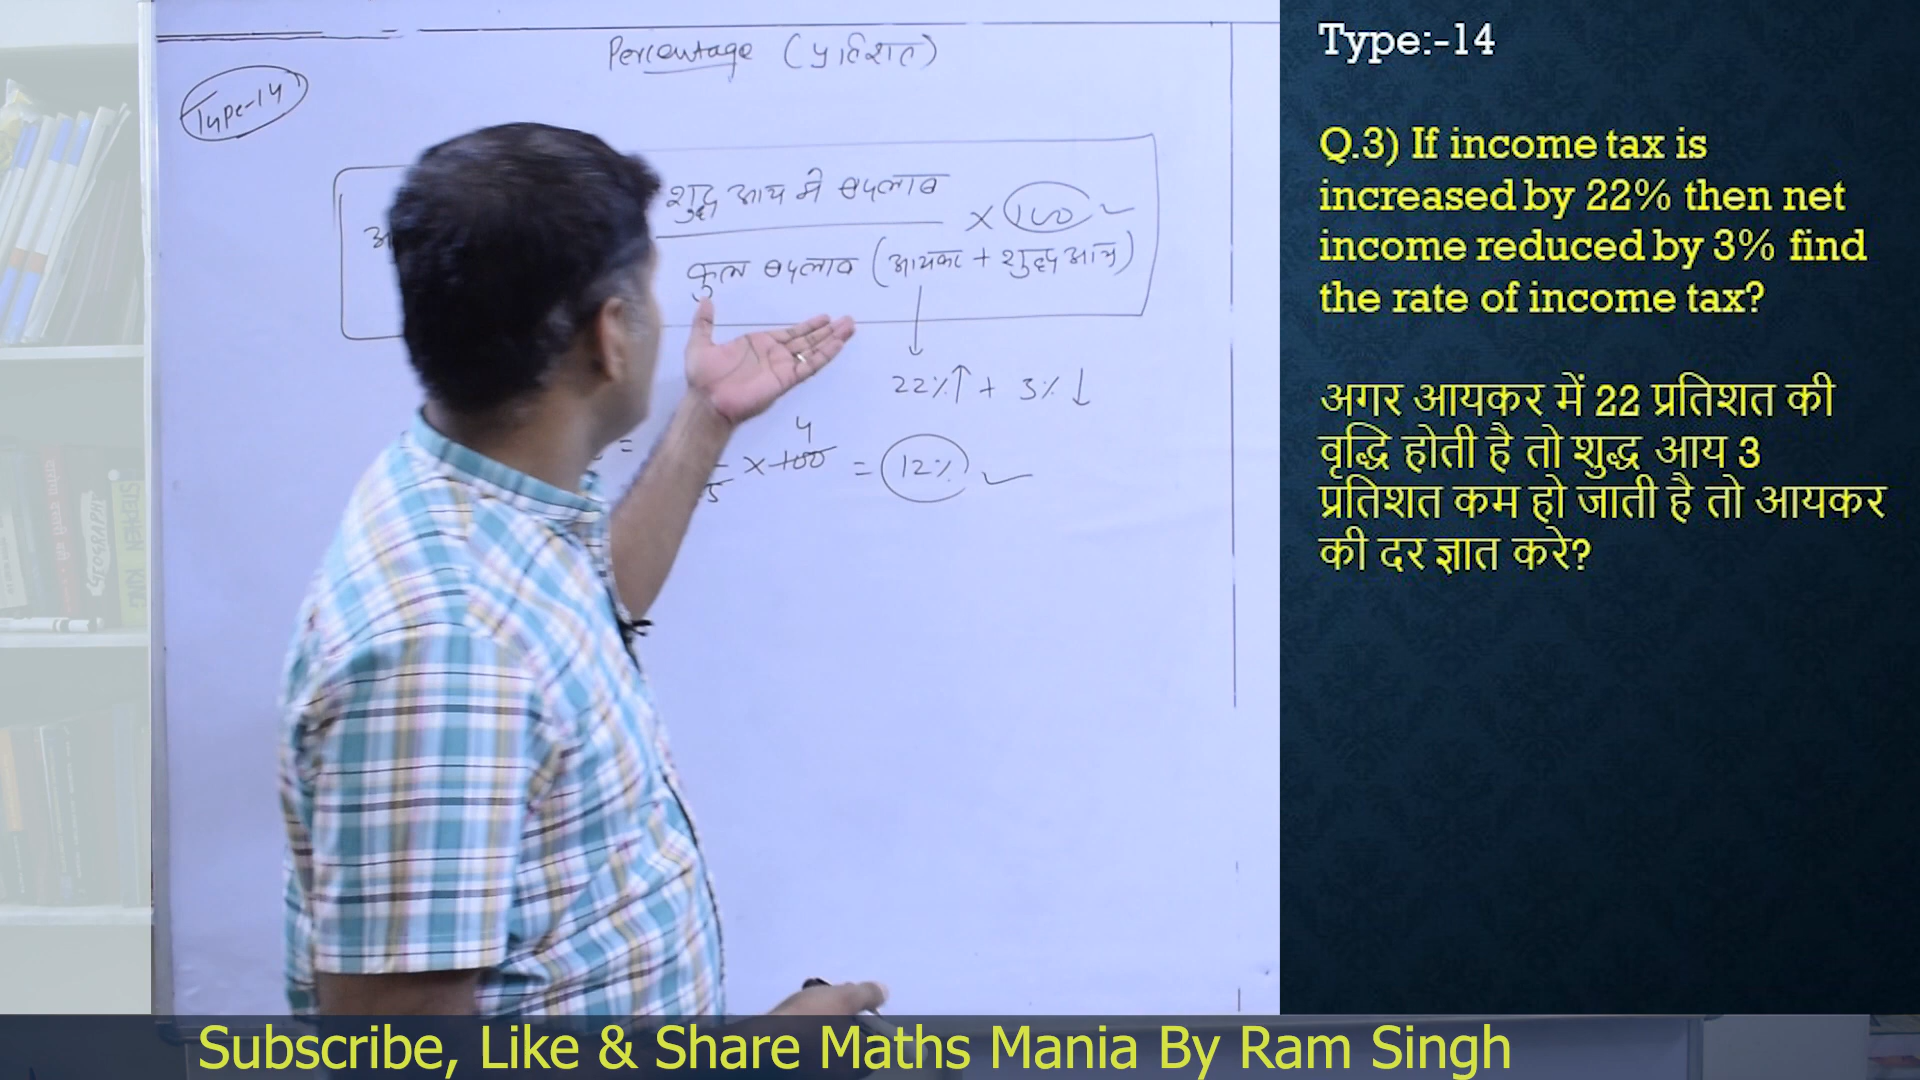 Percentage (प्रतिशत)
Type-14
शुद्ध आय में बदलाव
× 100
कुल बदलाव (आयकर + शुद्ध आय)
22%↑ + 3%↓
4
= × 100 = 12%
5
Type:-14
Q.3) If income tax is
increased by 22% then net
income reduced by 3% find
the rate of income tax?
अगर आयकर में 22 प्रतिशत की
वृद्धि होती है तो शुद्ध आय 3
प्रतिशत कम हो जाती है तो आयकर
की दर ज्ञात करे?
GEOGRAPHY
Subscribe, Like & Share Maths Mania By Ram Singh